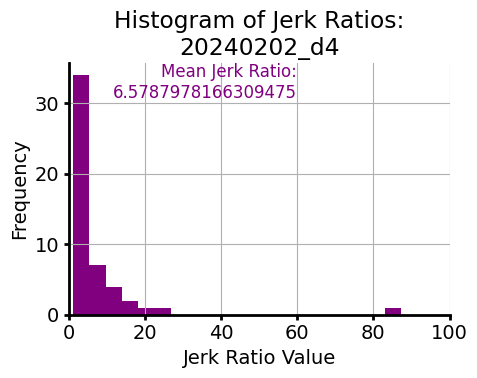 Histogram of Jerk Ratios:
20240202_d4
Mean Jerk Ratio:
6.5787978166309475
Frequency
30
20
10
0
0 20 40 60 80 100
Jerk Ratio Value